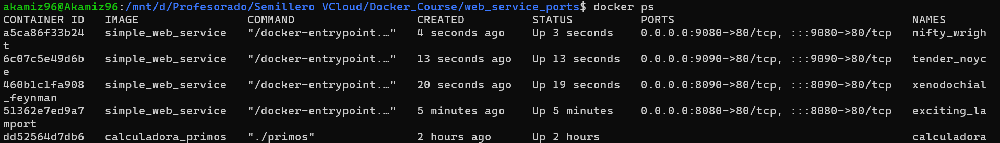 akamiz96@Akamiz96:/mnt/d/Profesorado/Semillero VCloud/Docker_Course/web_service_ports$ docker ps
CONTAINER ID   IMAGE                COMMAND                  CREATED          STATUS          PORTS                                   NAMES
a5ca86f33b24   simple_web_service   "/docker-entrypoint.…"   4 seconds ago    Up 3 seconds    0.0.0.0:9080->80/tcp, :::9080->80/tcp   nifty_wrigh
t
6c07c5e49d6b   simple_web_service   "/docker-entrypoint.…"   13 seconds ago   Up 13 seconds   0.0.0.0:9090->80/tcp, :::9090->80/tcp   tender_noyc
e
460b1c1fa908   simple_web_service   "/docker-entrypoint.…"   20 seconds ago   Up 19 seconds   0.0.0.0:8090->80/tcp, :::8090->80/tcp   xenodochial
_feynman
51362e7ed9a7   simple_web_service   "/docker-entrypoint.…"   5 minutes ago    Up 5 minutes    0.0.0.0:8080->80/tcp, :::8080->80/tcp   exciting_la
mport
dd52564d7db6   calculadora_primos   "./primos"               2 hours ago      Up 2 hours                                              calculadora